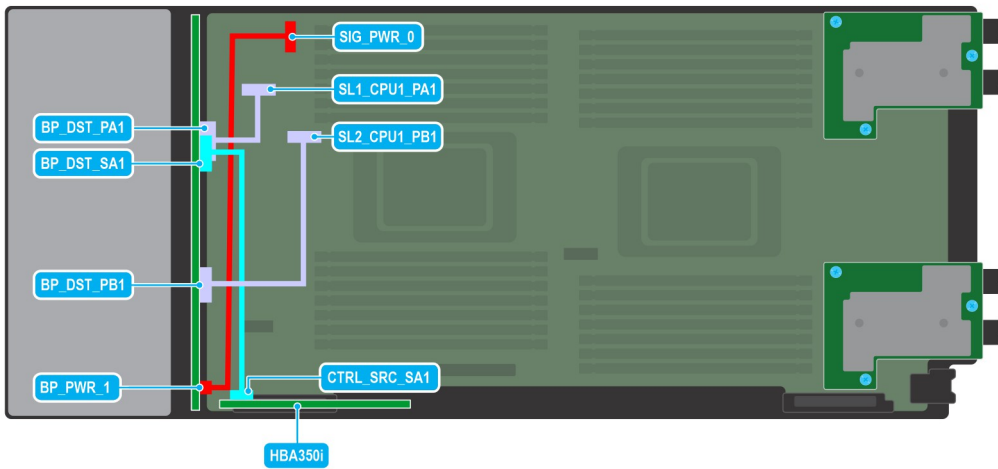 SIG_PWR_0
SL1_CPU1_PA1
BP_DST_PA1
SL2_CPU1_PB1
BP_DST_SA1
BP_DST_PB1
CTRL_SRC_SA1
BP_PWR_1
HBA350i